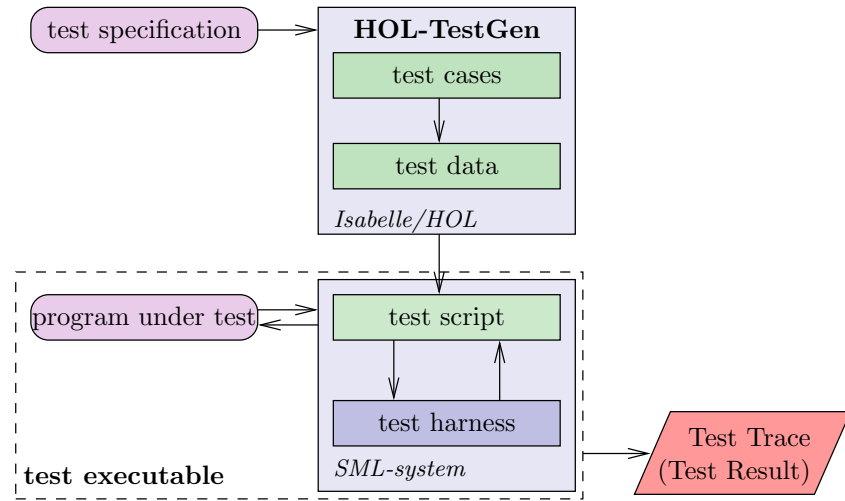 test specification
HOL-TestGen
test cases
test data
Isabelle/HOL
program under test
test script
test harness
SML-system
test executable
Test Trace
(Test Result)